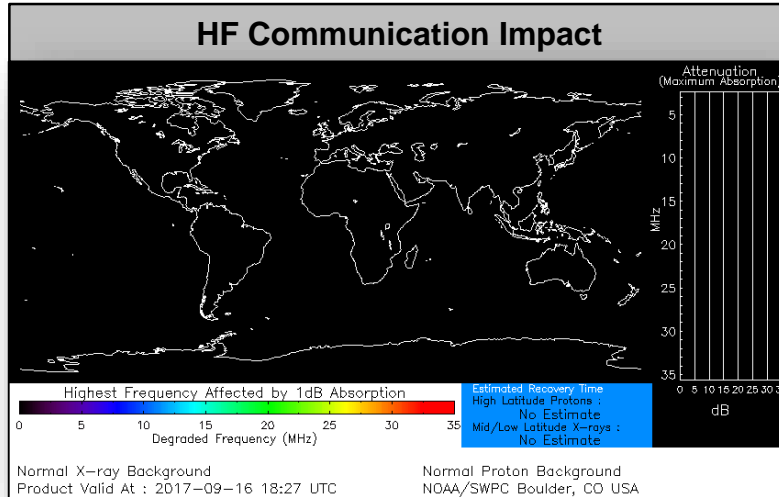 HF Communication Impact
Attenuation
(Maximum Absorption)
5
10
15
20
25
30
35
MHz
0 5 10 15 20 25 30 3
dB
Highest Frequency Affected by 1dB Absorption
0 5 10 15 20 25 30 35
Degraded Frequency (MHz)
Estimated Recovery Time
High Latitude Protons :
No Estimate
Mid/Low Latitude X-rays :
No Estimate
Normal X-ray Background
Normal Proton Background
Product Valid At : 2017-09-16 18:27 UTC
NOAA/SWPC Boulder, CO USA